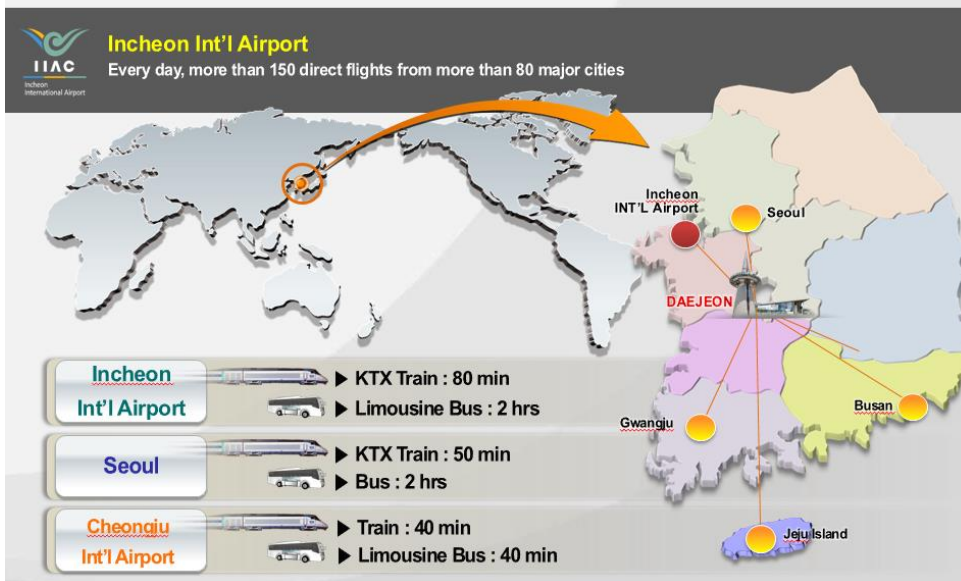 Incheon Int'l Airport
Every day, more than 150 direct flights from more than 80 major cities
IIAC
Incheon
International Airport
Incheon
INT'L Airport
Seoul
DAEJEON
Gwangju
Busan
Jeju Island
Incheon
Int'l Airport
▶ KTX Train : 80 min
▶ Limousine Bus : 2 hrs
Seoul
▶ KTX Train : 50 min
▶ Bus : 2 hrs
Cheongju
Int'l Airport
▶ Train : 40 min
▶ Limousine Bus : 40 min